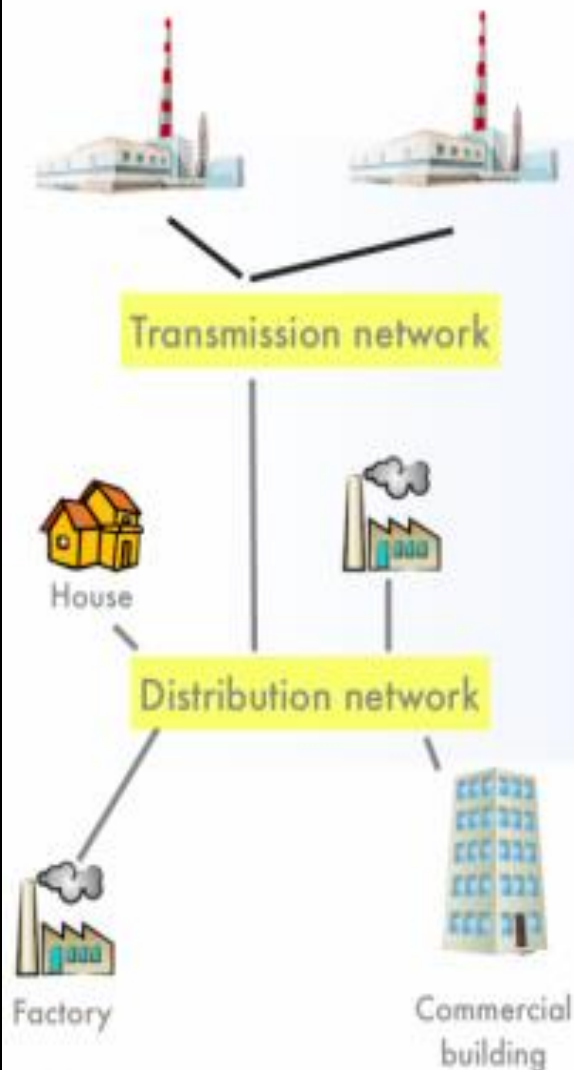 Transmission network
House
Distribution network
Factory
Commercial
building